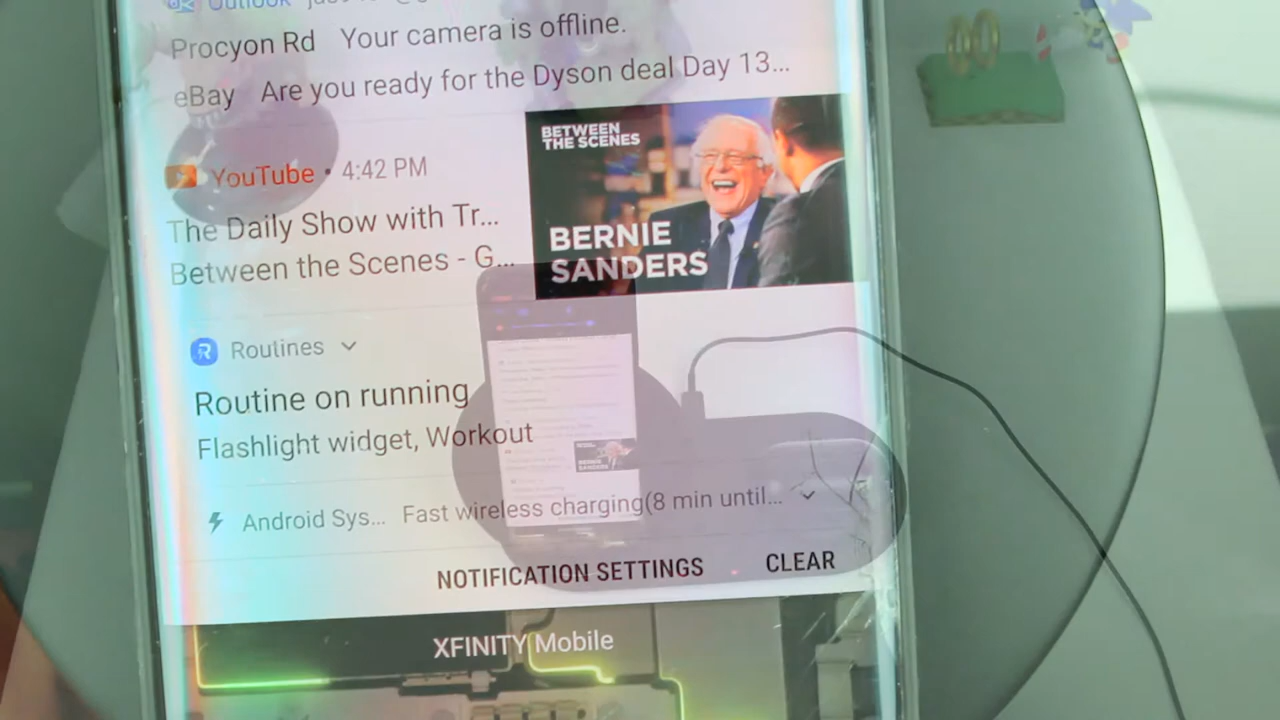 Outlook
Procyon Rd Your camera is offline.
eBay Are you ready for the Dyson deal Day 13...
YouTube • 4:42 PM
The Daily Show with Tr...
Between the Scenes - G...
BETWEEN
THE SCENES
BERNIE
SANDERS
Routines
Routine on running
Flashlight widget, Workout
Android Sys... Fast wireless charging(8 min until...
NOTIFICATION SETTINGS CLEAR
XFINITY Mobile
BERNIE
SANDERS